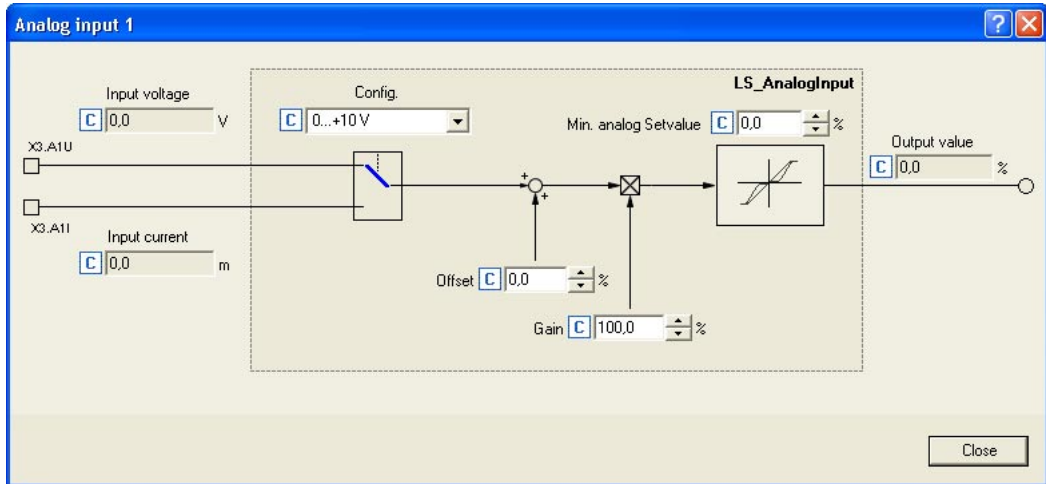 Analog input 1
LS_AnalogInput
Input voltage
C 0,0 V
Config.
C 0...+10 V
Min. analog Setvalue C 0,0 %
Output value
C 0,0 %
X3.A1U
+
+
X3.A1I
Input current
C 0,0 m
Offset C 0,0 %
Gain C 100,0 %
Close